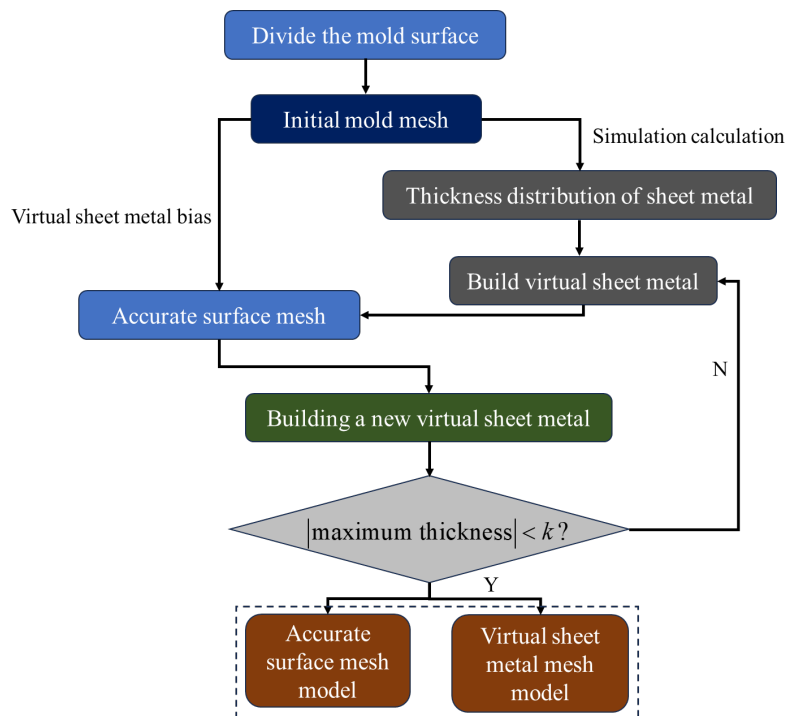 Divide the mold surface
Initial mold mesh
Simulation calculation
Thickness distribution of sheet metal
Virtual sheet metal bias
Build virtual sheet metal
Accurate surface mesh
N
Building a new virtual sheet metal
|maximum thickness| < k ?
Y
Accurate
surface mesh
model
Virtual sheet
metal mesh
model